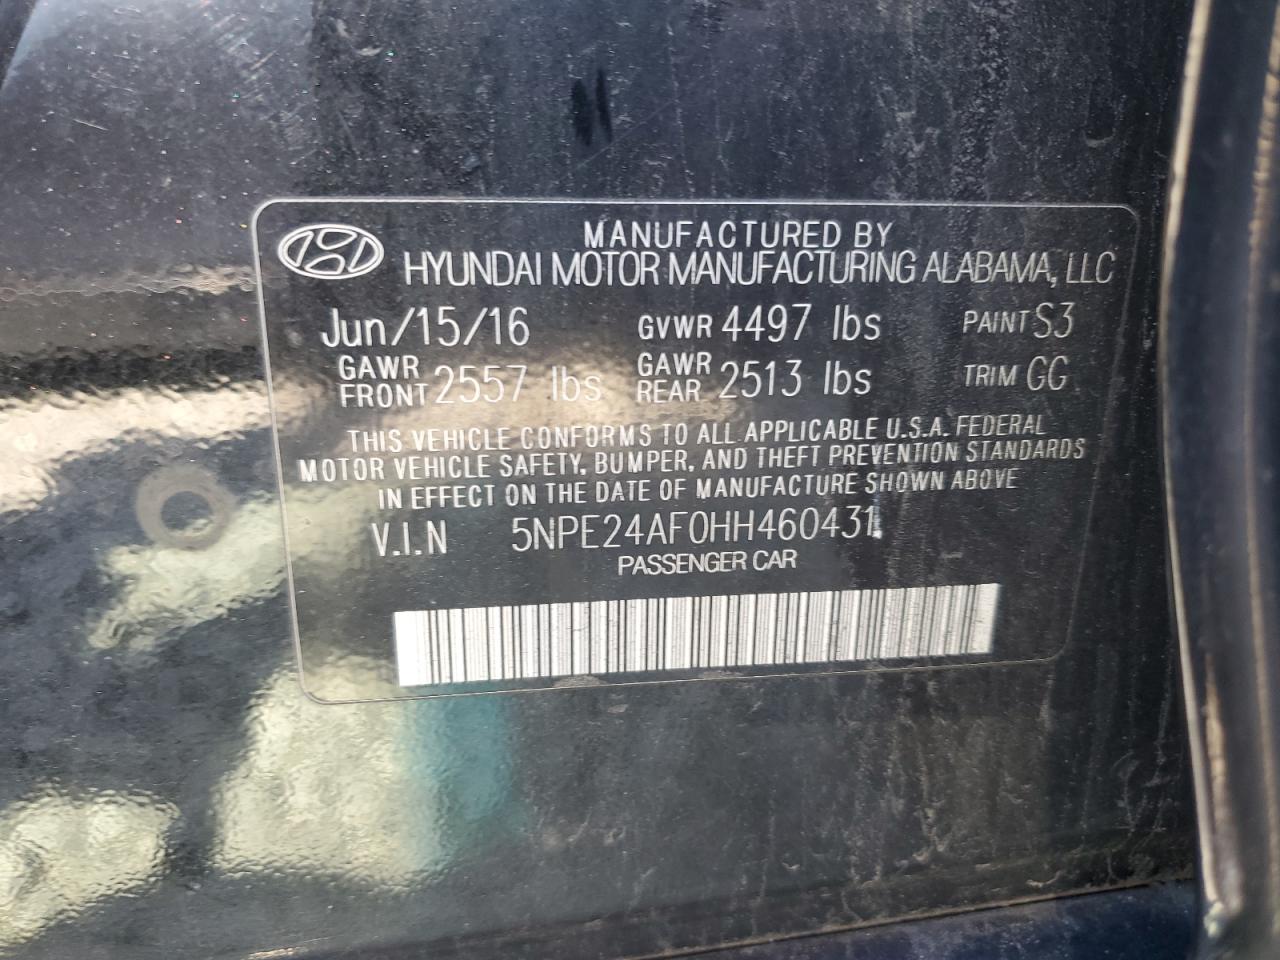 MANUFACTURED BY
HYUNDAI MOTOR MANUFACTURING ALABAMA, LLC
Jun/15/16 GVWR 4497 lbs PAINT S3
GAWR FRONT 2557 lbs GAWR REAR 2513 lbs TRIM GG
THIS VEHICLE CONFORMS TO ALL APPLICABLE U.S.A. FEDERAL
MOTOR VEHICLE SAFETY, BUMPER, AND THEFT PREVENTION STANDARDS
IN EFFECT ON THE DATE OF MANUFACTURE SHOWN ABOVE
V.I.N 5NPE24AF0HH460431
PASSENGER CAR